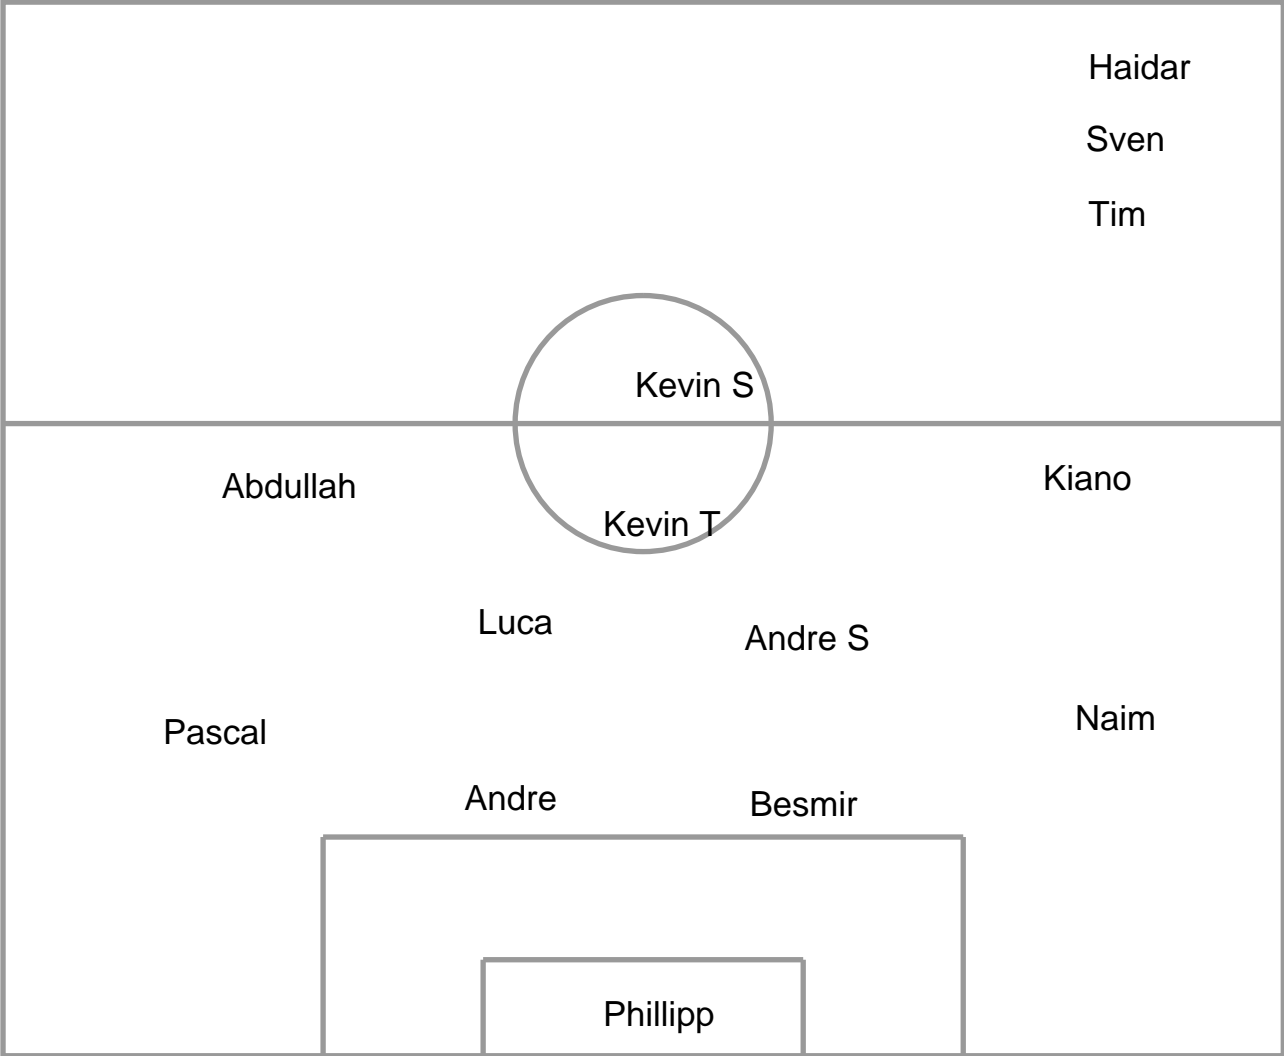 Haidar
Sven
Tim
Kevin S
Abdullah
Kiano
Kevin T
Luca
Andre S
Pascal
Naim
Andre
Besmir
Phillipp